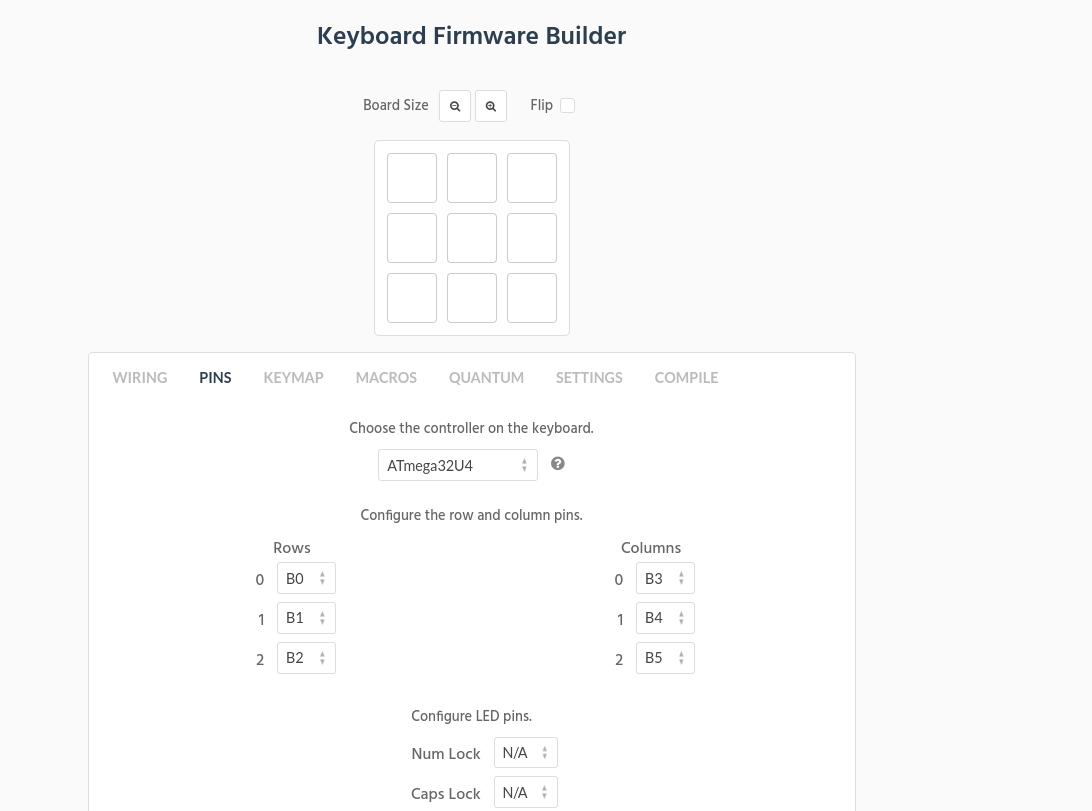 Keyboard Firmware Builder
Board Size
Flip
WIRING PINS KEYMAP MACROS QUANTUM SETTINGS COMPILE
Choose the controller on the keyboard.
ATmega32U4 ?
Configure the row and column pins.
Rows Columns
0 B0 0 B3
1 B1 1 B4
2 B2 2 B5
Configure LED pins.
Num Lock N/A
Caps Lock N/A